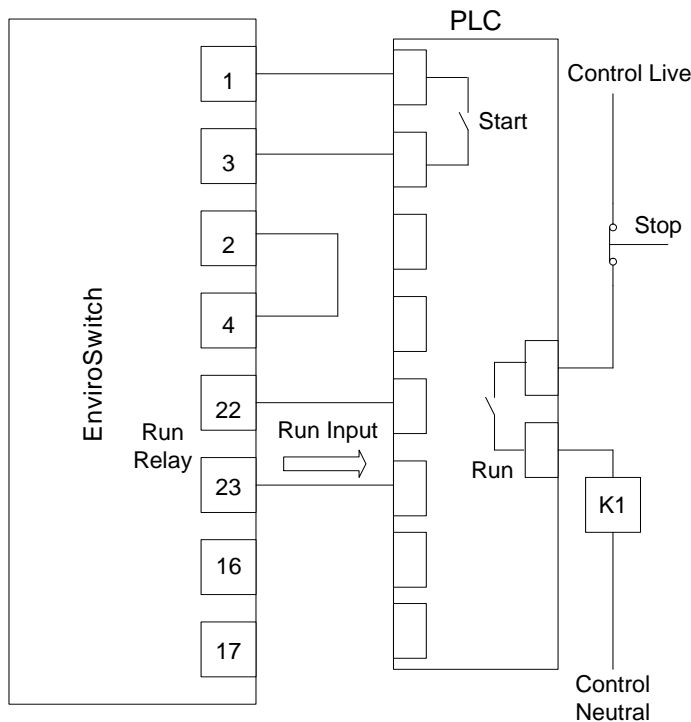 PLC
Control Live
1
Start
3
2
Stop
4
EnviroSwitch
22
Run
Relay
Run Input
23
Run
K1
16
17
Control
Neutral